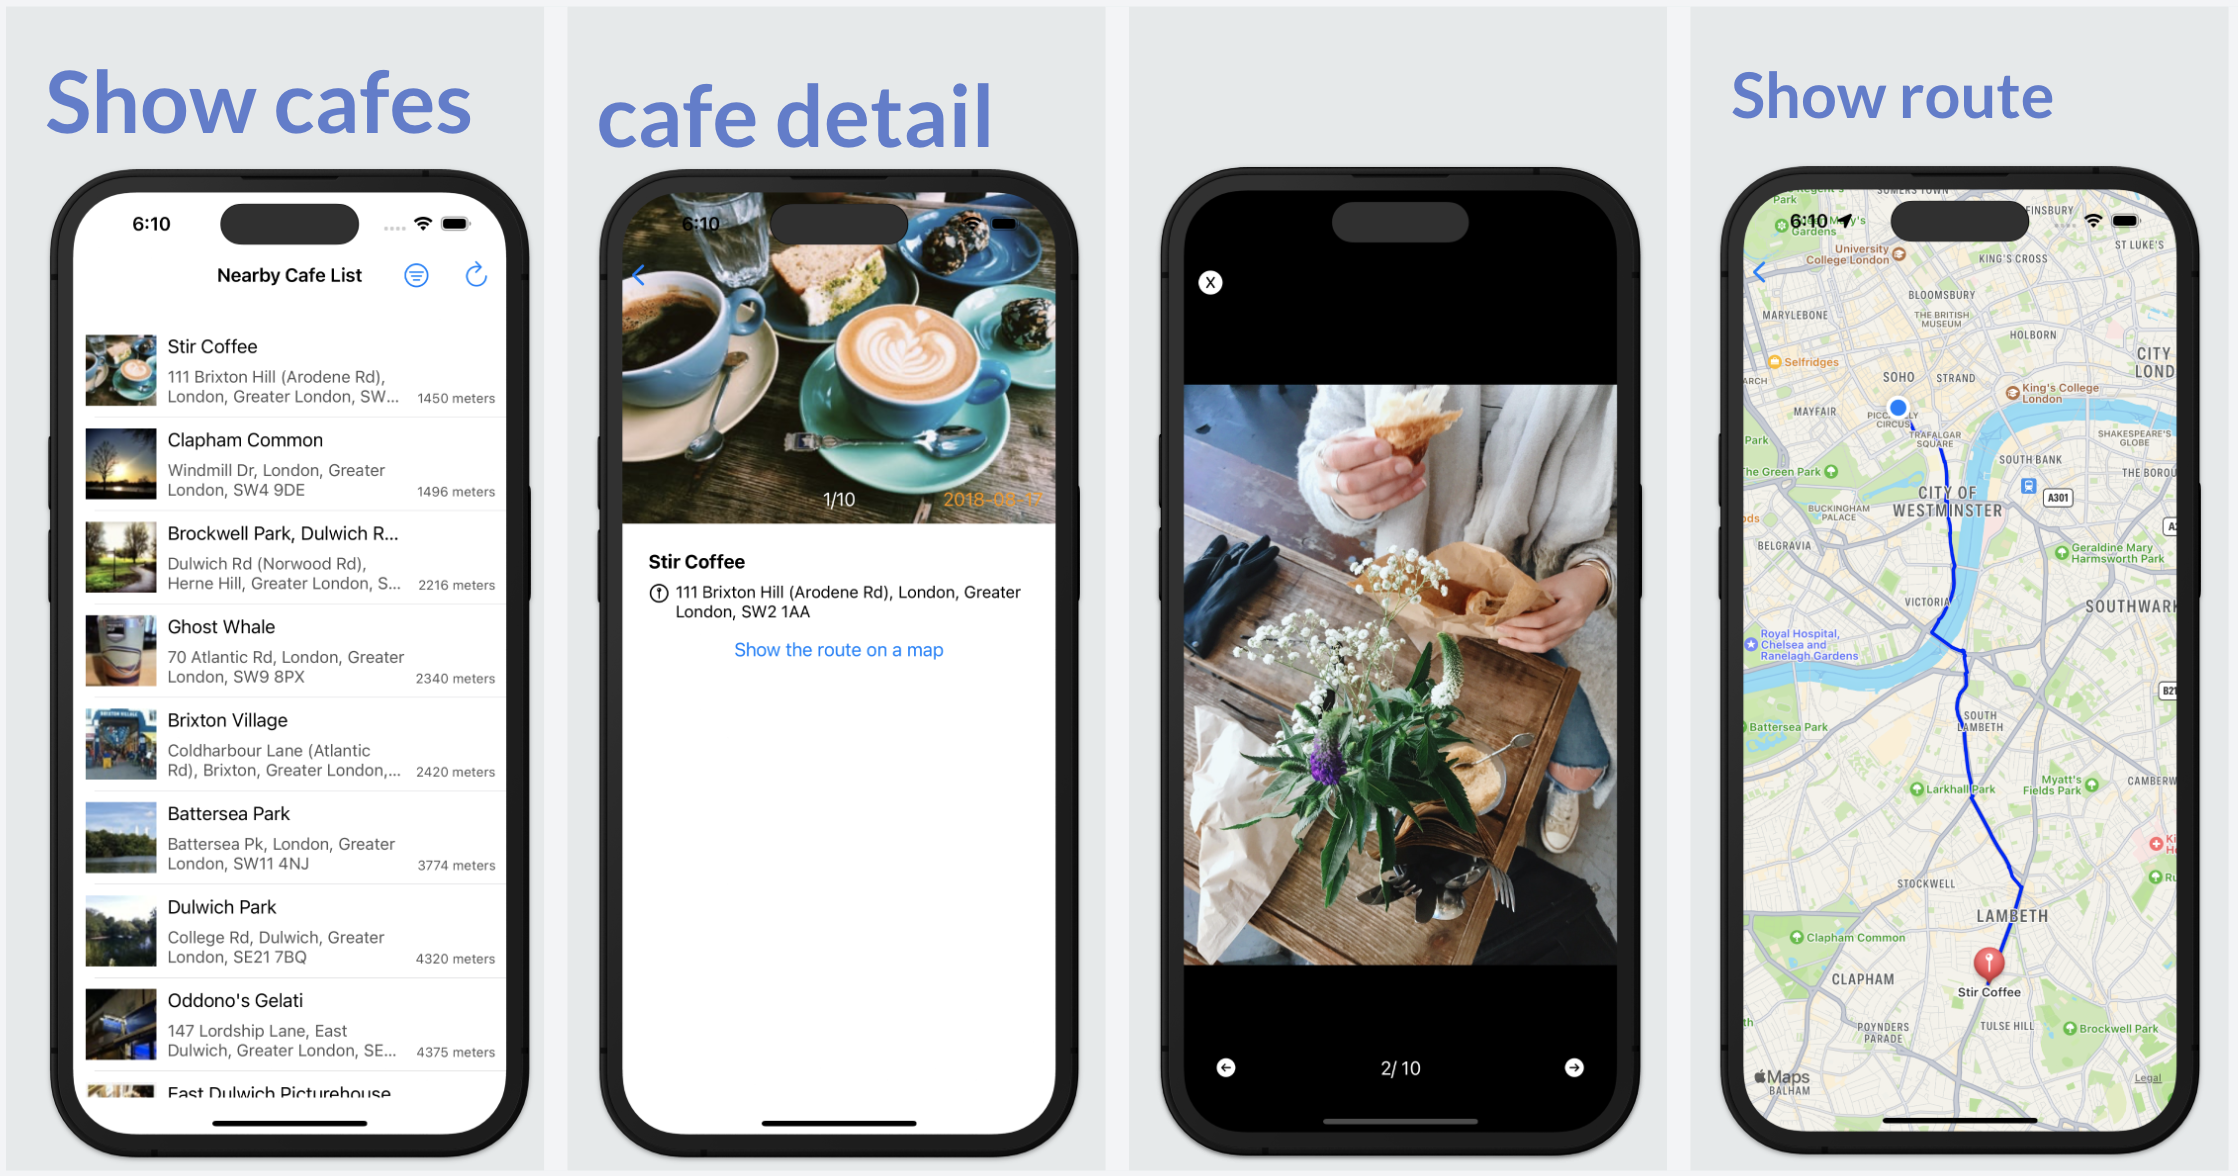 Show cafes
6:10
Nearby Cafe List
Stir Coffee
111 Brixton Hill (Arodene Rd),
London, Greater London, SW...
1450 meters
Clapham Common
Windmill Dr, London, Greater
London, SW4 9DE
1496 meters
Brockwell Park, Dulwich R...
Dulwich Rd (Norwood Rd),
Herne Hill, Greater London, S...
2216 meters
Ghost Whale
70 Atlantic Rd, London, Greater
London, SW9 8PX
2340 meters
Brixton Village
Coldharbour Lane (Atlantic
Rd), Brixton, Greater London,...
2420 meters
Battersea Park
Battersea Pk, London, Greater
London, SW11 4NJ
3774 meters
Dulwich Park
College Rd, Dulwich, Greater
London, SE21 7BQ
4320 meters
Oddono's Gelati
147 Lordship Lane, East
Dulwich, Greater London, SE...
4375 meters
East Dulwich Picturehouse
cafe detail
6:10
1/10
2018-08-17
Stir Coffee
111 Brixton Hill (Arodene Rd), London, Greater
London, SW2 1AA
Show the route on a map
X
2/ 10
Show route
SOMERS TOWN
Park
6:10
Gardens
FINSBURY
ST LUKE'S
University
College London
KING'S CROSS
BLOOMSBURY
MARYLEBONE
THE BRITISH
MUSEUM
HOLBORN
Selfridges
CITY
LOND
ARCH
SOHO
STRAND
King's College
London
MAYFAIR
CIRCUS
TRAFALGAR
SQUARE
Park
SHAKESPEARE'S
GLOBE
The Green Park
SOUTH BANK
THE BOROU
CITY OF
WESTMINSTER
A301
BUCKINGHAM
PALACE
BELGRAVIA
Geraldine Mary
Harmsworth Park
VICTORIA
SOUTHWARK
Royal Hospital,
Chelsea and
Ranelagh Gardens
B21
SOUTH
LAMBETH
Battersea Park
Myatt's
Fields Park
CAMBERW
Larkhall Park
Ki
Ru
STOCKWELL
LAMBETH
Clapham Common
CLAPHAM
Stir Coffee
th
POYNDERS
PARADE
TULSE HILL
Brockwell Park
Maps
Legal
BALHAM